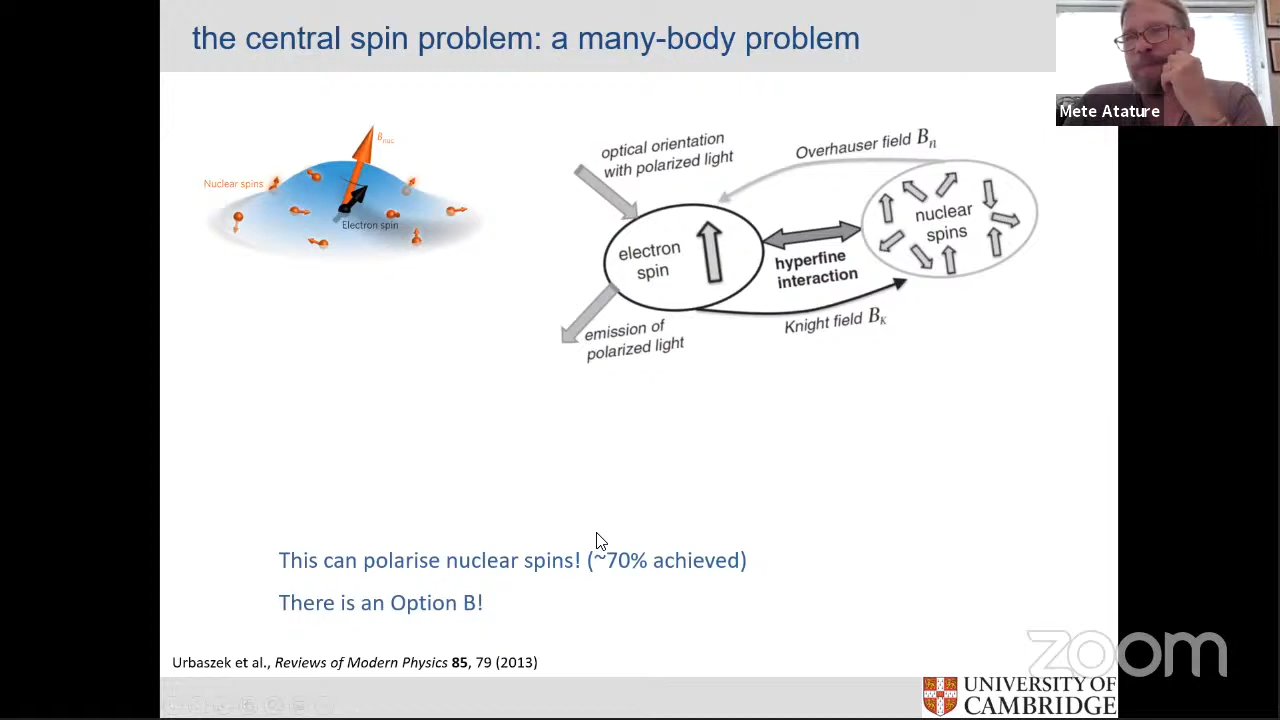 the central spin problem: a many-body problem
Mete Atature
Bnuc
Nuclear spins
Electron spin
optical orientation
with polarized light
Overhauser field Bn
electron
spin
hyperfine
interaction
nuclear
spins
Knight field BK
emission of
polarized light
This can polarise nuclear spins! (~70% achieved)
There is an Option B!
Urbaszek et al., Reviews of Modern Physics 85, 79 (2013)
zoom
UNIVERSITY OF
CAMBRIDGE